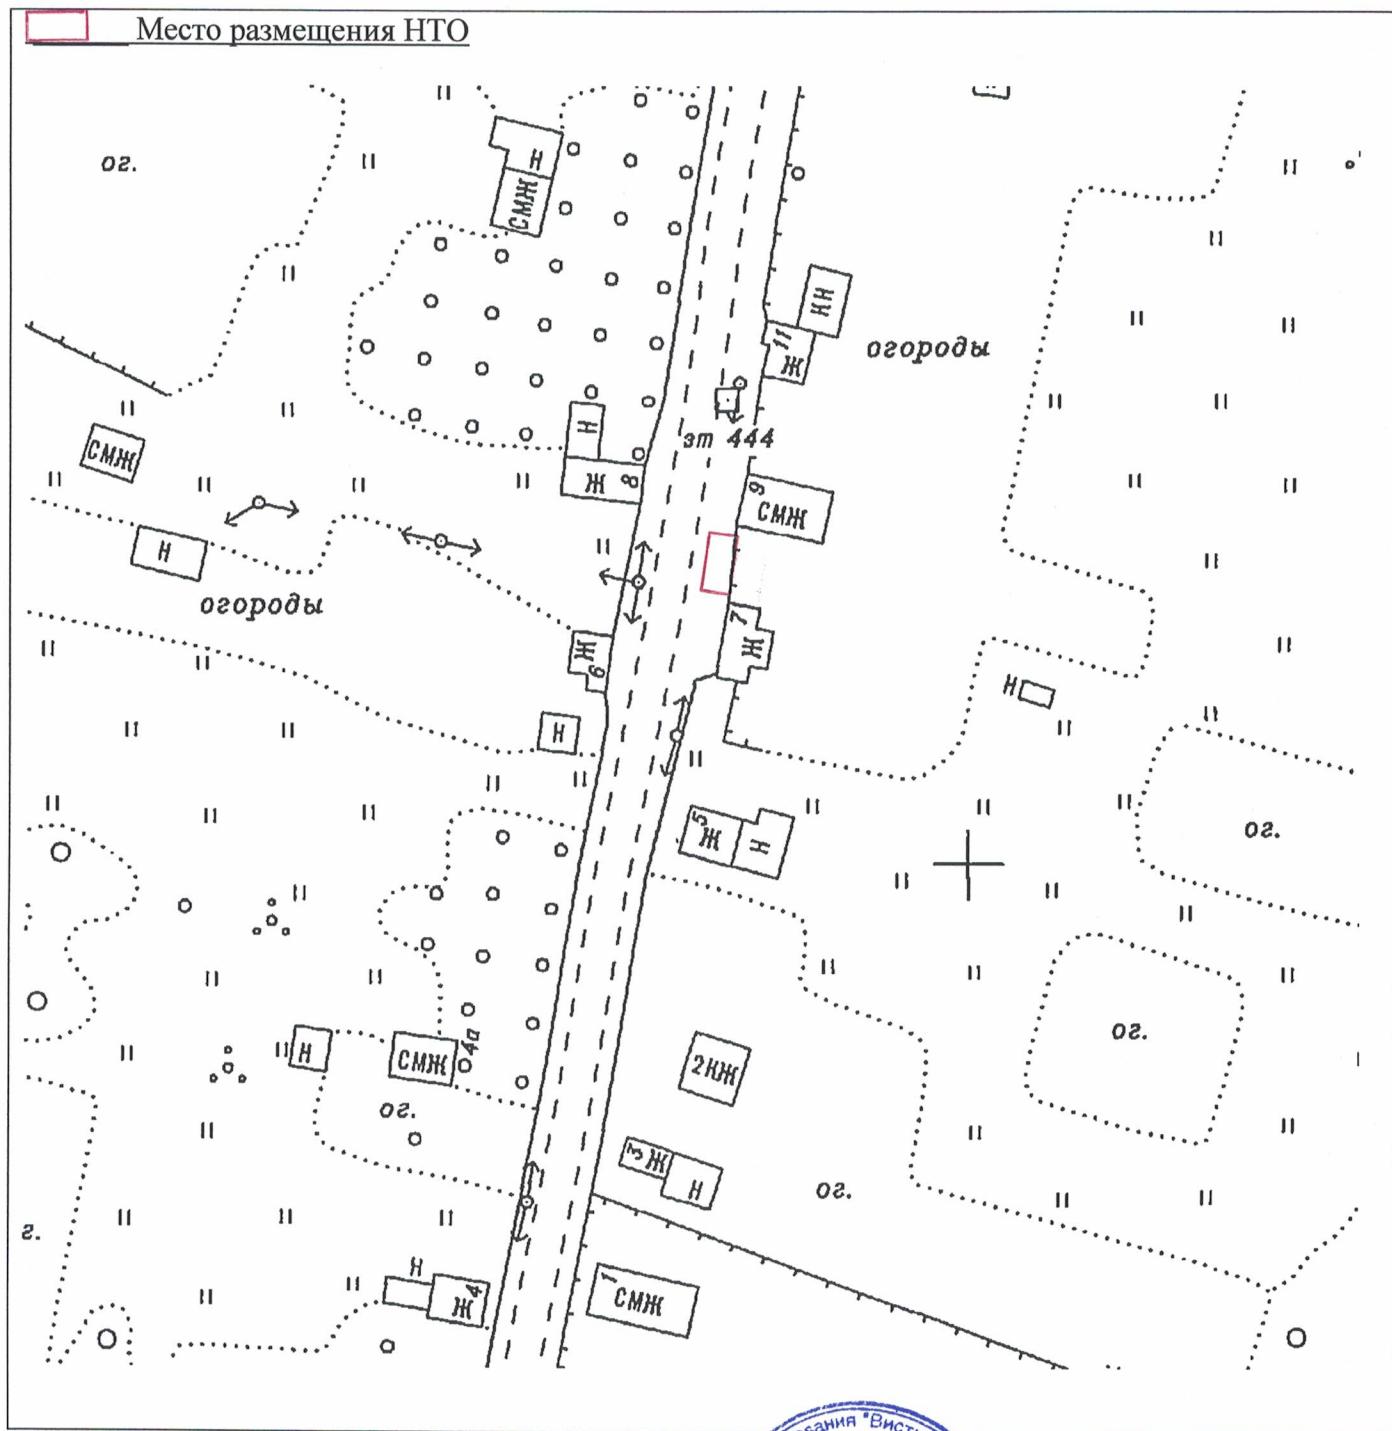 Место размещения НТО
ог.
Н
СМЖ
КН
11
Ж
огороды
Н
Ж 8
эт 444
СМЖ
9
СМЖ
Н
огороды
7
Ж
Ж
6
Н
Н
5
Ж
Н
ог.
ог.
Н
СМЖ
4а
2КЖ
ог.
3
Ж
Н
ог.
г.
Н
Ж 4
1
СМЖ